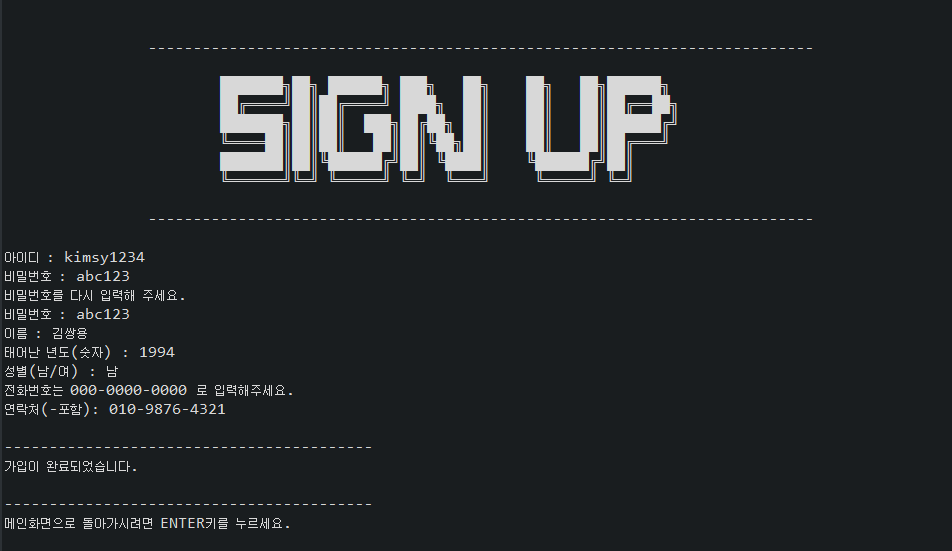 --------------------------------------------------------------------------
SIGN UP
--------------------------------------------------------------------------
아이디 : kimsy1234
비밀번호 : abc123
비밀번호를 다시 입력해 주세요.
비밀번호 : abc123
이름 : 김쌍용
태어난 년도(숫자) : 1994
성별(남/여) : 남
전화번호는 000-0000-0000 로 입력해주세요.
연락처(-포함): 010-9876-4321
-----------------------------------------
가입이 완료되었습니다.
-----------------------------------------
메인화면으로 돌아가시려면 ENTER키를 누르세요.